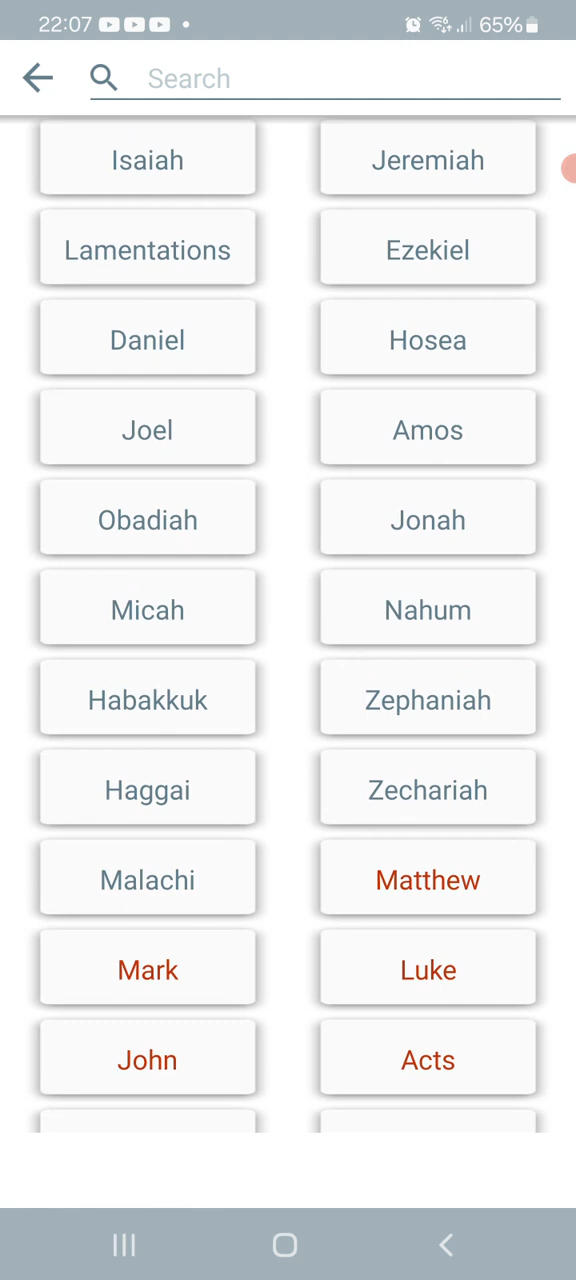 22:07 65%
Search
Isaiah Jeremiah
Lamentations Ezekiel
Daniel Hosea
Joel Amos
Obadiah Jonah
Micah Nahum
Habakkuk Zephaniah
Haggai Zechariah
Malachi Matthew
Mark Luke
John Acts